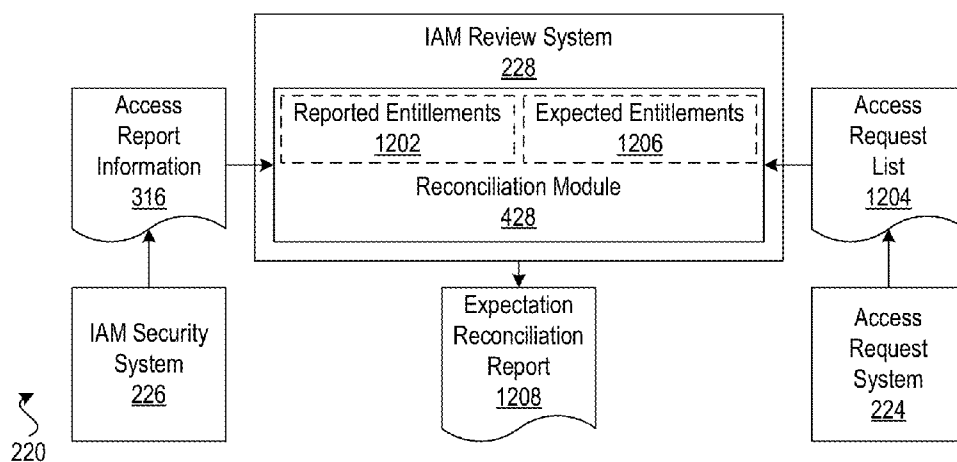 IAM Review System
228
Access
Report
Information
316
Reported Entitlements
1202
Expected Entitlements
1206
Reconciliation Module
428
Access
Request
List
1204
IAM Security
System
226
Expectation
Reconciliation
Report
1208
Access
Request
System
224
220